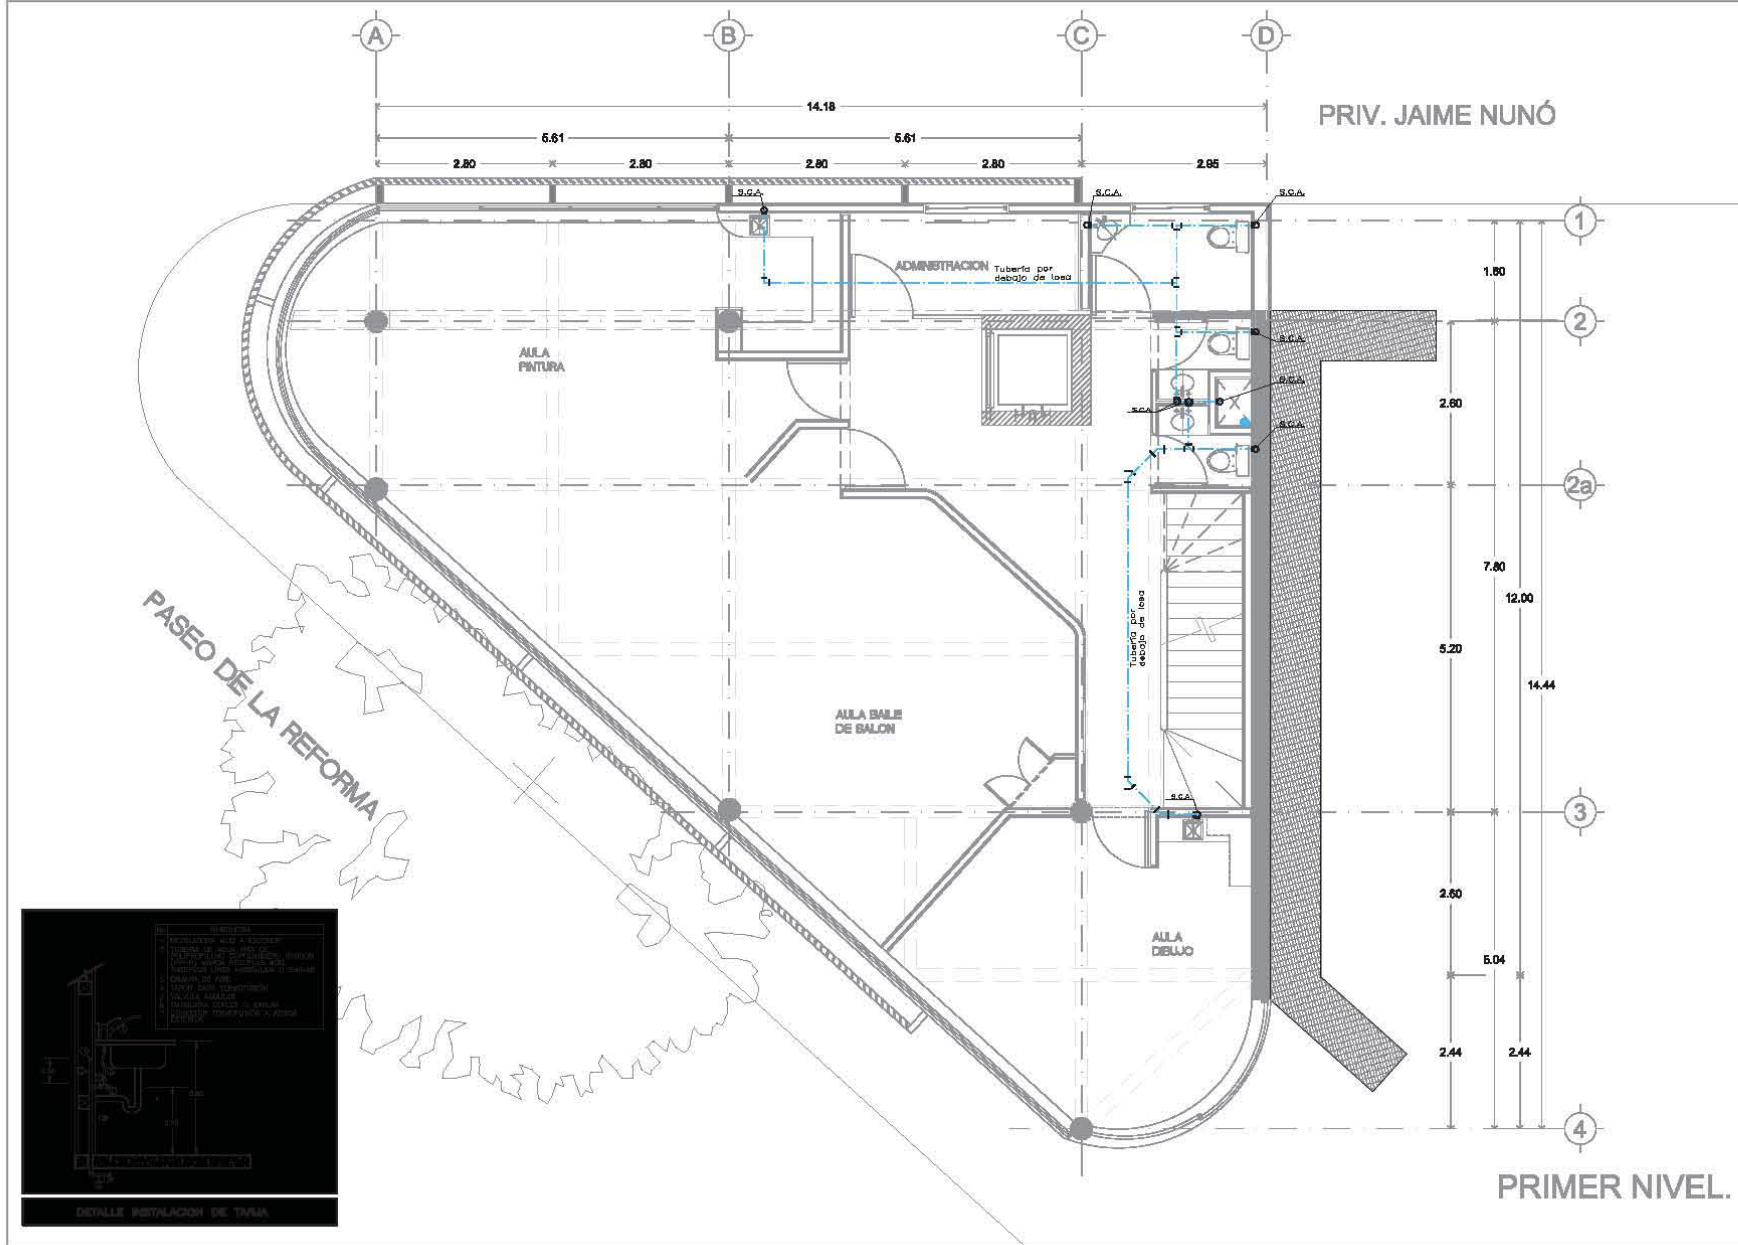 A
B
C
D
14.18
PRIV. JAIME NUNÓ
5.61
5.61
2.80
2.80
2.80
2.80
2.95
S.C.A.
S.C.A.
S.C.A.
1
ADMINISTRACION
Tubería por
debajo de losa
1.60
2
S.C.A.
AULA
PINTURA
S.C.A.
S.C.A.
2.60
S.C.A.
2a
7.80
12.00
Tubería por
debajo de losa
5.20
14.44
PASEO DE LA REFORMA
AULA BAILE
DE SALON
S.C.A.
3
2.60
AULA
DIBUJO
5.04
2.44
2.44
4
PRIMER NIVEL.
DETALLE INSTALACION DE TARJA